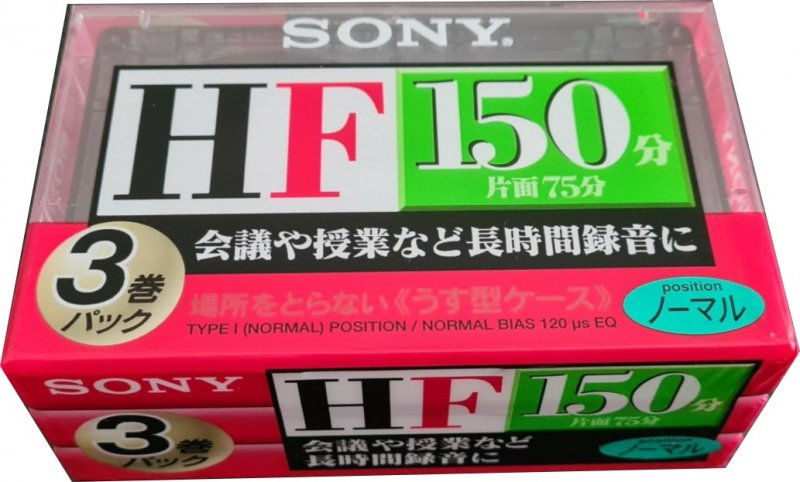 SONY®
HF 150分
片面75分
会議や授業など長時間録音に
3巻
パック
場所をとらない《うす型ケース》
TYPE I (NORMAL) POSITION / NORMAL BIAS 120 μs EQ
position
ノーマル
SONY
HF 150分
片面75分
3巻
パック
会議や授業など
長時間録音に
position
ノーマル